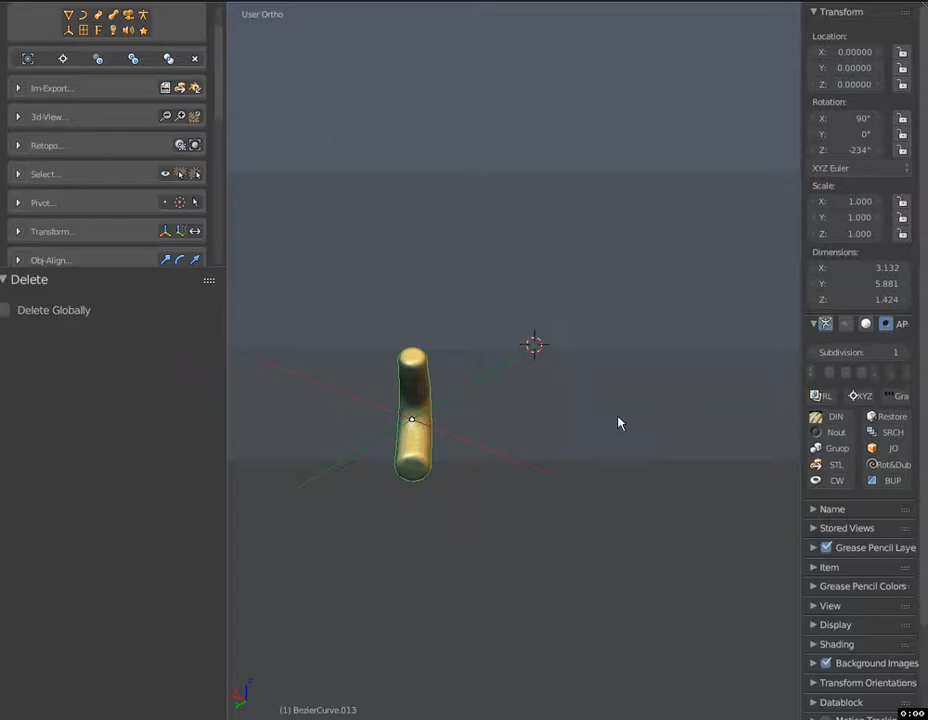 Im-Export...
3d-View...
Retopo...
Select...
Pivot...
Transform...
Obj-Align...
Delete
Delete Globally
User Ortho
(1) BezierCurve.013
Transform
Location:
X: 0.00000
Y: 0.00000
Z: 0.00000
Rotation:
X: 90°
Y: 0°
Z: -234°
XYZ Euler
Scale:
X: 1.000
Y: 1.000
Z: 1.000
Dimensions:
X: 3.132
Y: 5.881
Z: 1.424
AP
Subdivision: 1
RL XYZ Gra
DIN Restore
Nout SRCH
Gruop JO
STL Rot&Dub
CW BUP
Name
Stored Views
Grease Pencil Laye
Item
Grease Pencil Colors
View
Display
Shading
Background Images
Transform Orientations
Datablock
0:00